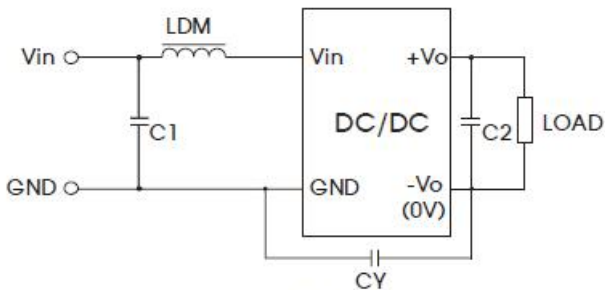 LDM
Vin
Vin
+Vo
C1
DC/DC
C2
LOAD
GND
GND
-Vo
(0V)
CY